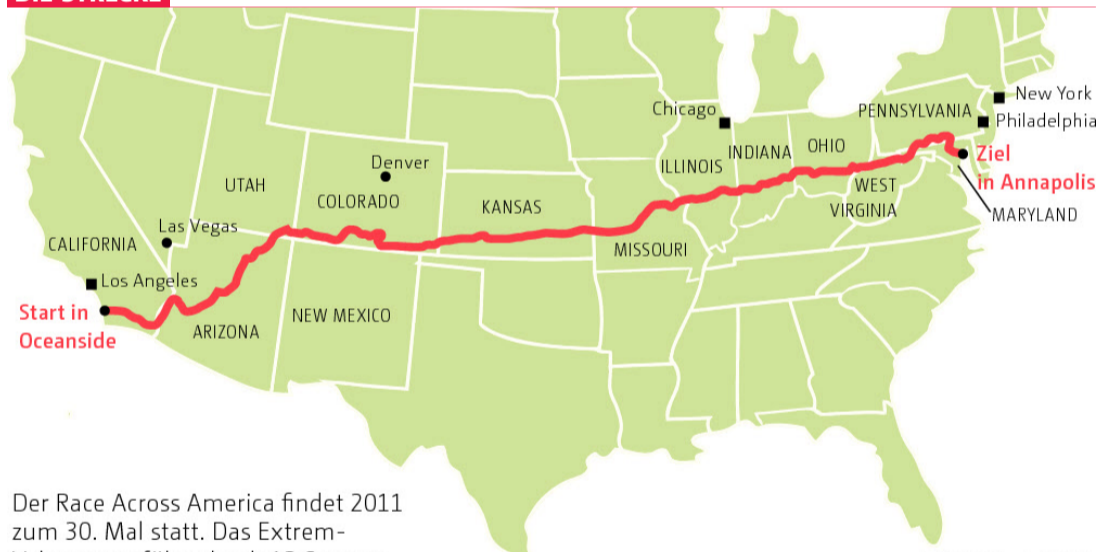 DIE STRECKE
New York
Chicago
PENNSYLVANIA
Philadelphia
OHIO
INDIANA
Ziel
in Annapolis
Denver
ILLINOIS
UTAH
WEST
VIRGINIA
COLORADO
KANSAS
MARYLAND
Las Vegas
CALIFORNIA
MISSOURI
Los Angeles
Start in
Oceanside
NEW MEXICO
ARIZONA
Der Race Across America findet 2011
zum 30. Mal statt. Das Extrem-